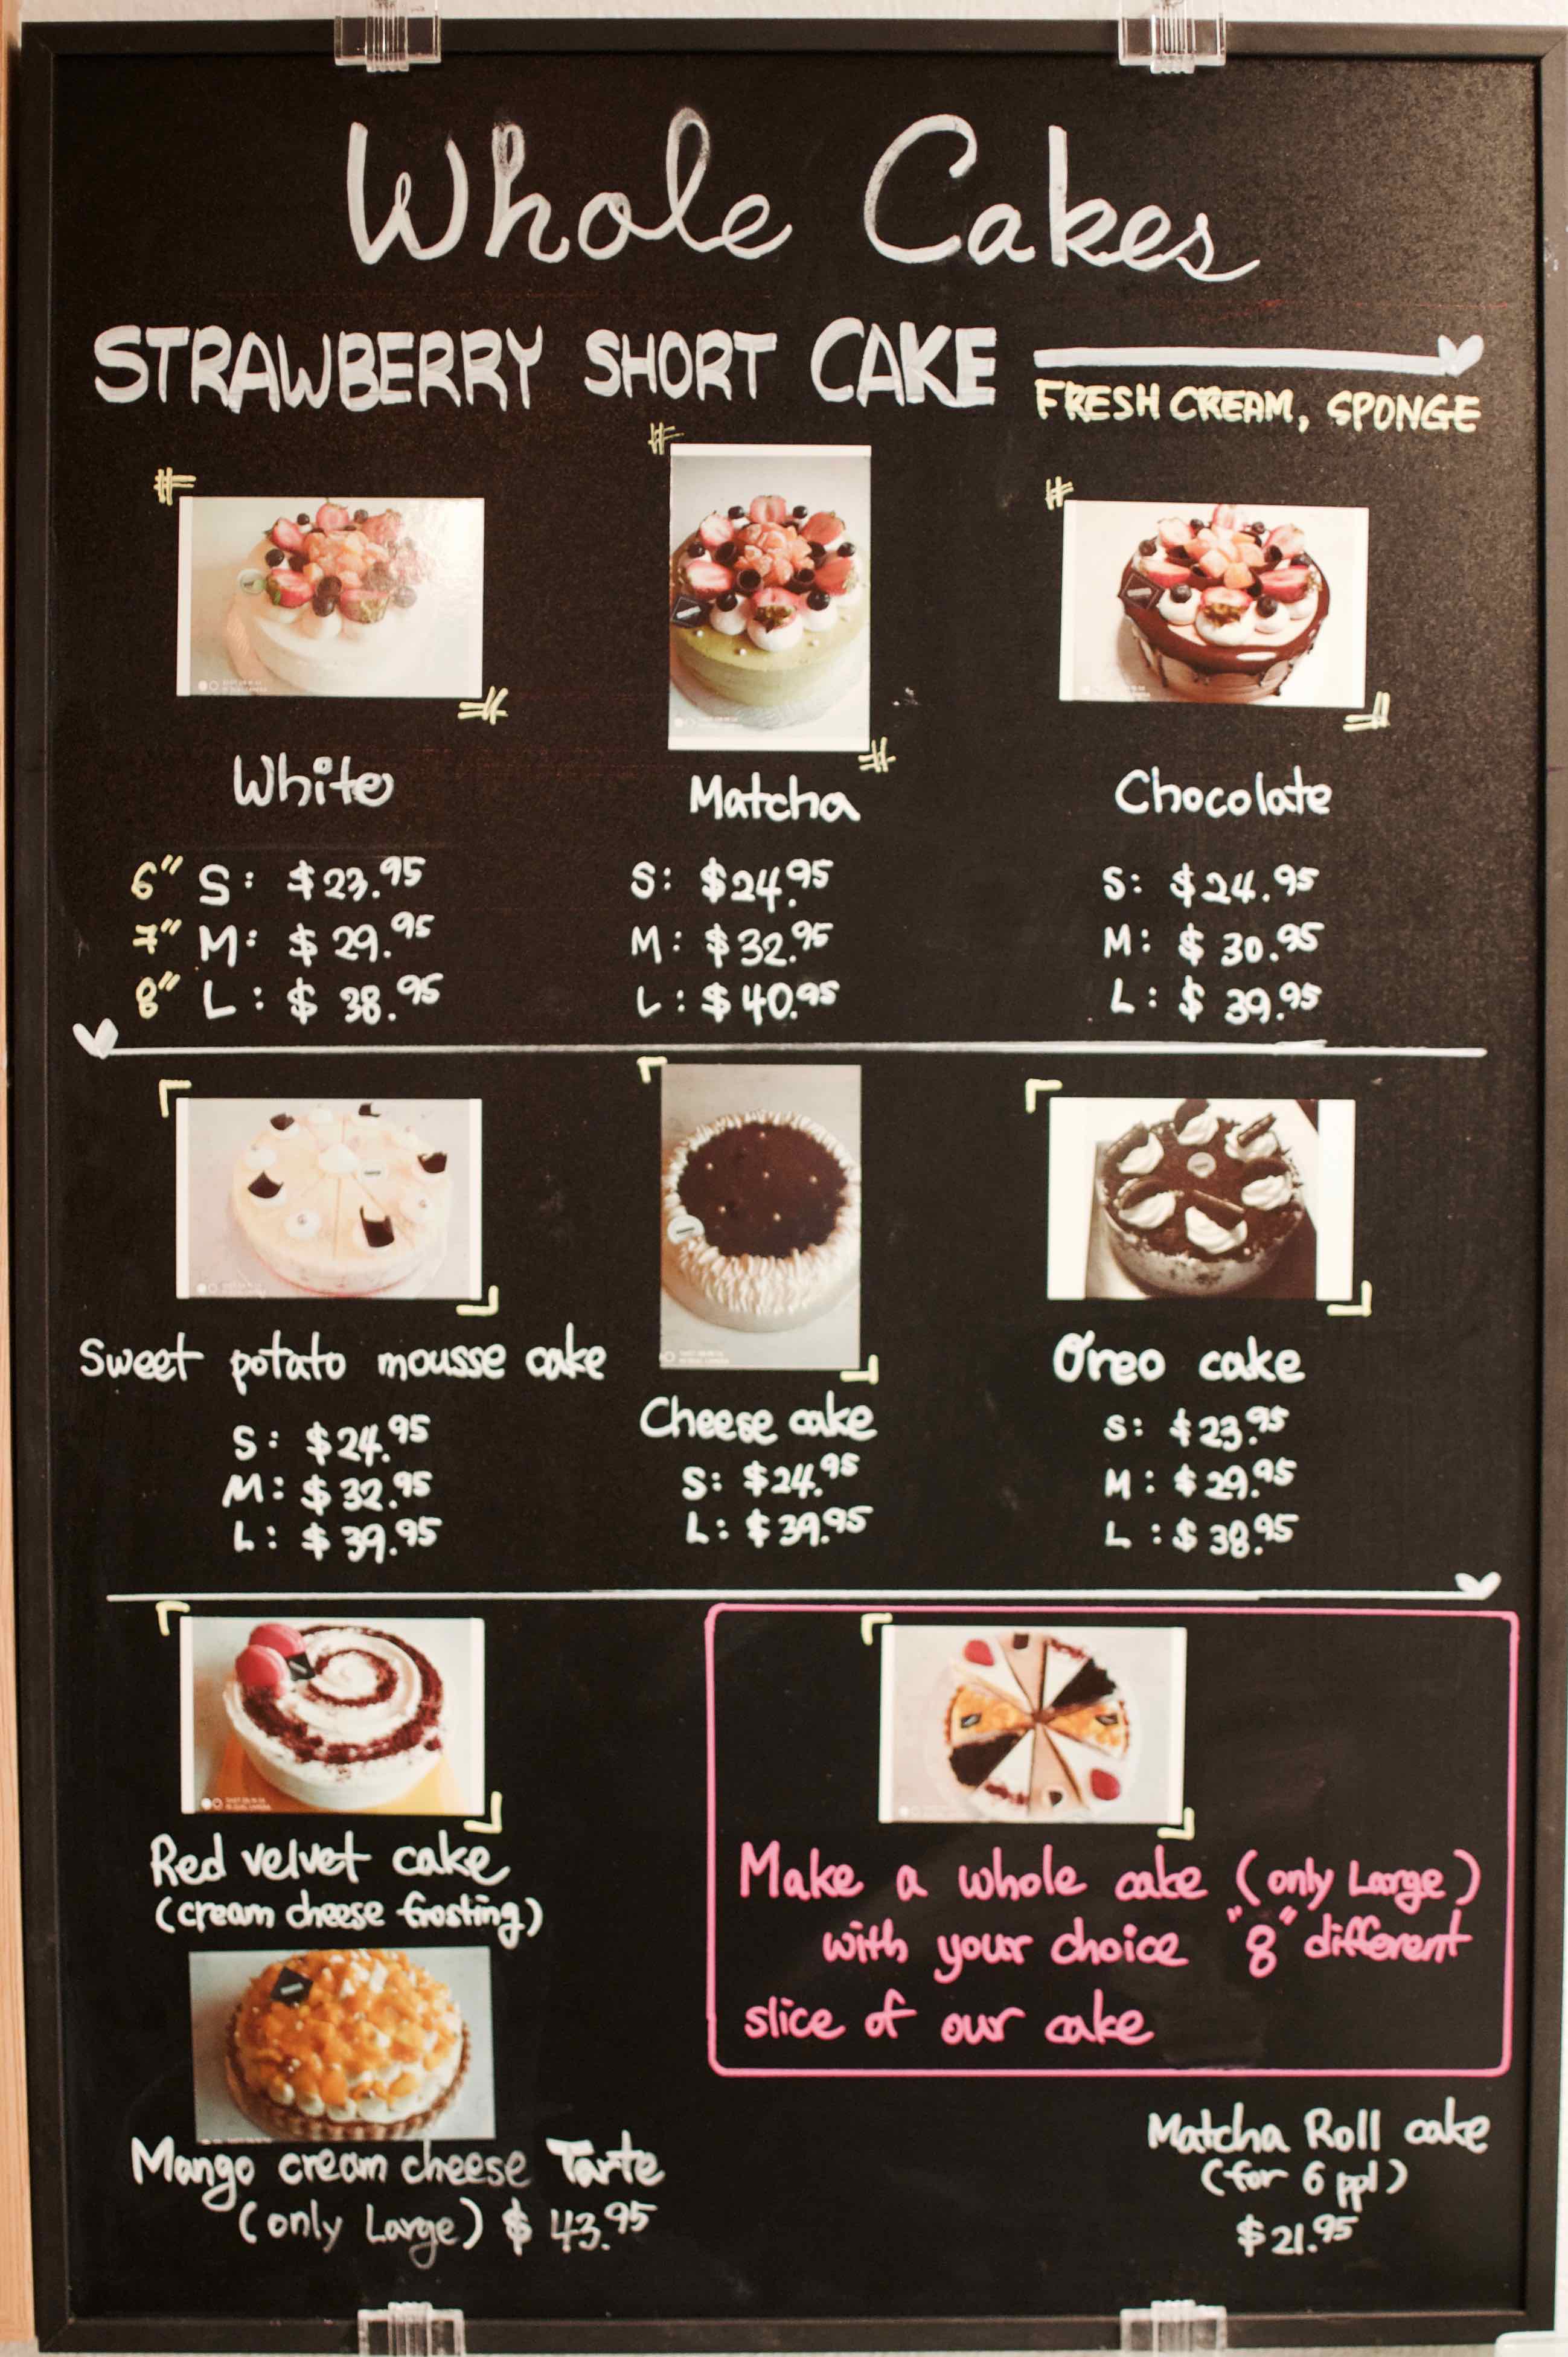 Whole Cakes
STRAWBERRY SHORT CAKE
FRESH CREAM, SPONGE
White
6" S: $23.95
7" M: $29.95
8" L: $38.95
Matcha
S: $24.95
M: $32.95
L: $40.95
Chocolate
S: $24.95
M: $30.95
L: $39.95
Sweet potato mousse cake
S: $24.95
M: $32.95
L: $39.95
Cheese cake
S: $24.95
L: $39.95
Oreo cake
S: $23.95
M: $29.95
L: $38.95
Red velvet cake
(cream cheese frosting)
Make a whole cake (only Large)
with your choice "8" different
slice of our cake
Mango cream cheese Tarte
(only Large) $43.95
Matcha Roll cake
(for 6 ppl)
$21.95